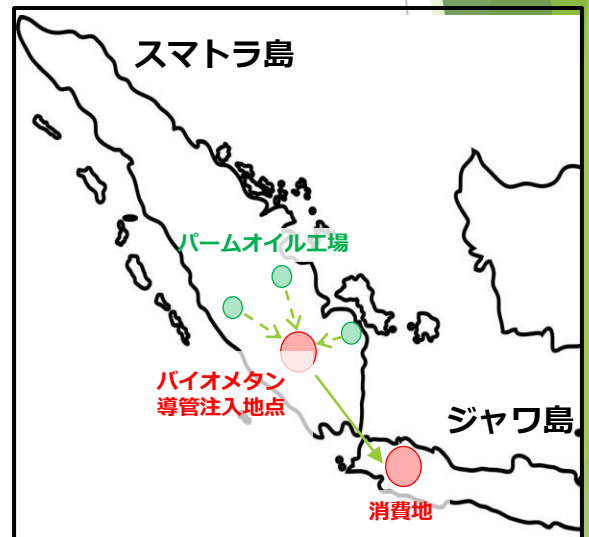 スマトラ島
パームオイル工場
バイオメタン
導管注入地点
ジャワ島
消費地